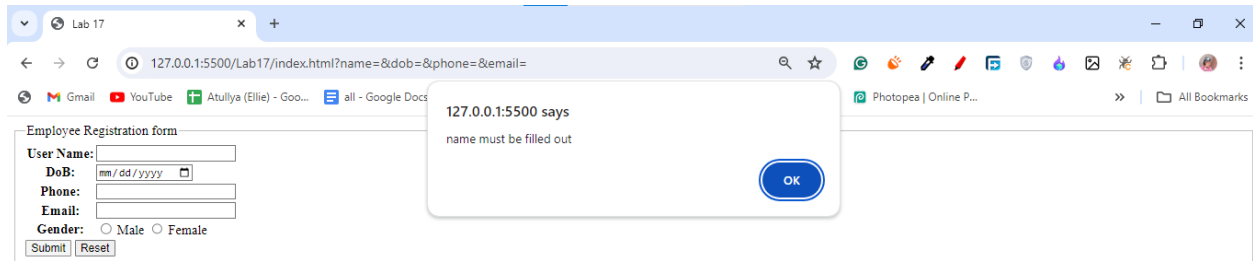 Lab 17
127.0.0.1:5500/Lab17/index.html?name=&dob=&phone=&email=
Gmail YouTube Atullya (Ellie) - Goo... all - Google Docs Photopea | Online P... » All Bookmarks
127.0.0.1:5500 says
name must be filled out
OK
Employee Registration form
User Name:
DoB: mm/dd/yyyy
Phone:
Email:
Gender: Male Female
Submit Reset